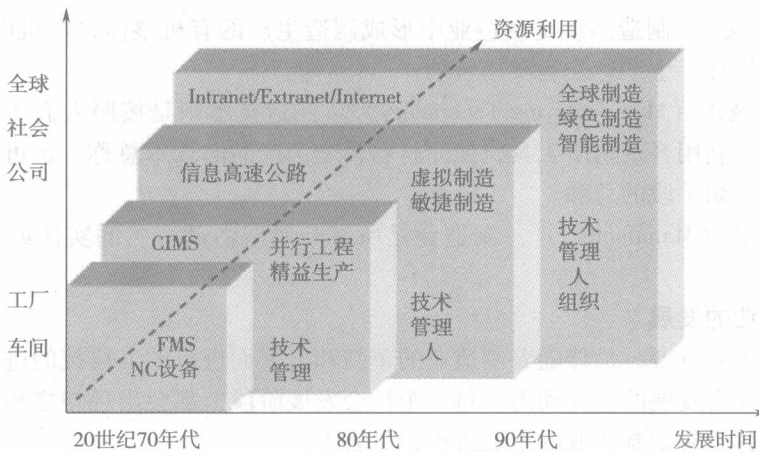 资源利用
全球
社会
公司
工厂
车间
Intranet/Extranet/Internet
全球制造
绿色制造
智能制造
信息高速公路
虚拟制造
敏捷制造
CIMS
并行工程
精益生产
技术
管理
人
组织
技术
管理
人
FMS
NC设备
技术
管理
20世纪70年代
80年代
90年代
发展时间